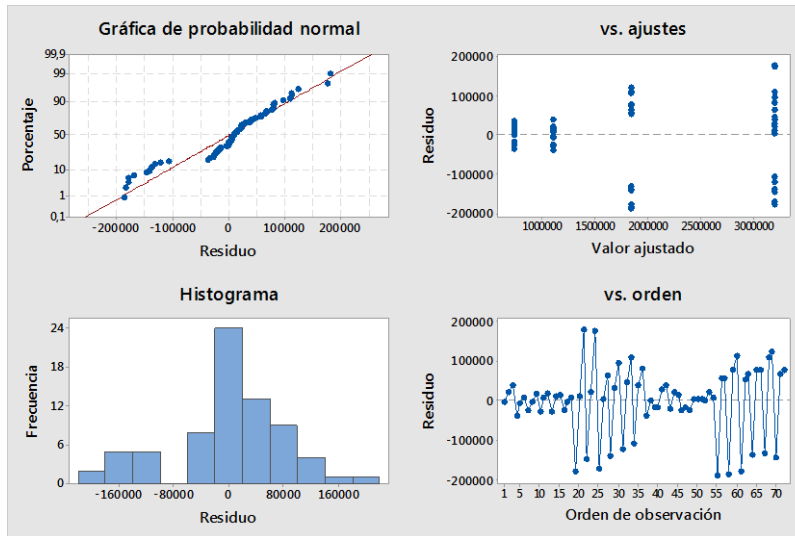 Gráfica de probabilidad normal
99,9
99
90
50
10
1
0,1
Porcentaje
-200000 -100000 0 100000 200000
Residuo
vs. ajustes
200000
100000
0
-100000
-200000
Residuo
1000000 1500000 2000000 2500000 3000000
Valor ajustado
Histograma
24
18
12
6
0
Frecuencia
-160000 -80000 0 80000 160000
Residuo
vs. orden
200000
100000
0
-100000
-200000
Residuo
1 5 10 15 20 25 30 35 40 45 50 55 60 65 70
Orden de observación